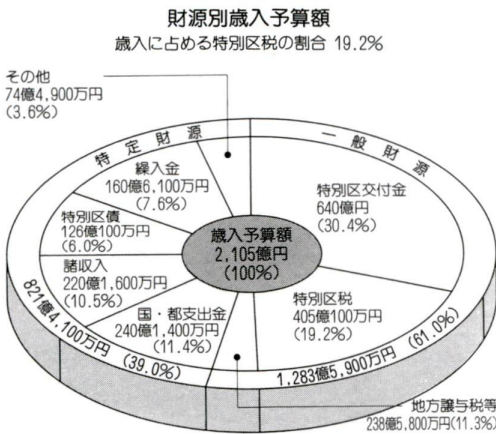 財源別歳入予算額
歳入に占める特別区税の割合 19.2%
その他
74億4,900万円
(3.6%)
特定財源
一般財源
繰入金
160億6,100万円
(7.6%)
特別区交付金
640億円
(30.4%)
特別区債
126億100万円
(6.0%)
歳入予算額
2,105億円
(100%)
諸収入
220億1,600万円
(10.5%)
国・都支出金
240億1,400万円
(11.4%)
特別区税
405億100万円
(19.2%)
821億4,100万円 (39.0%)
1,283億5,900万円 (61.0%)
地方譲与税等
238億5,800万円(11.3%)